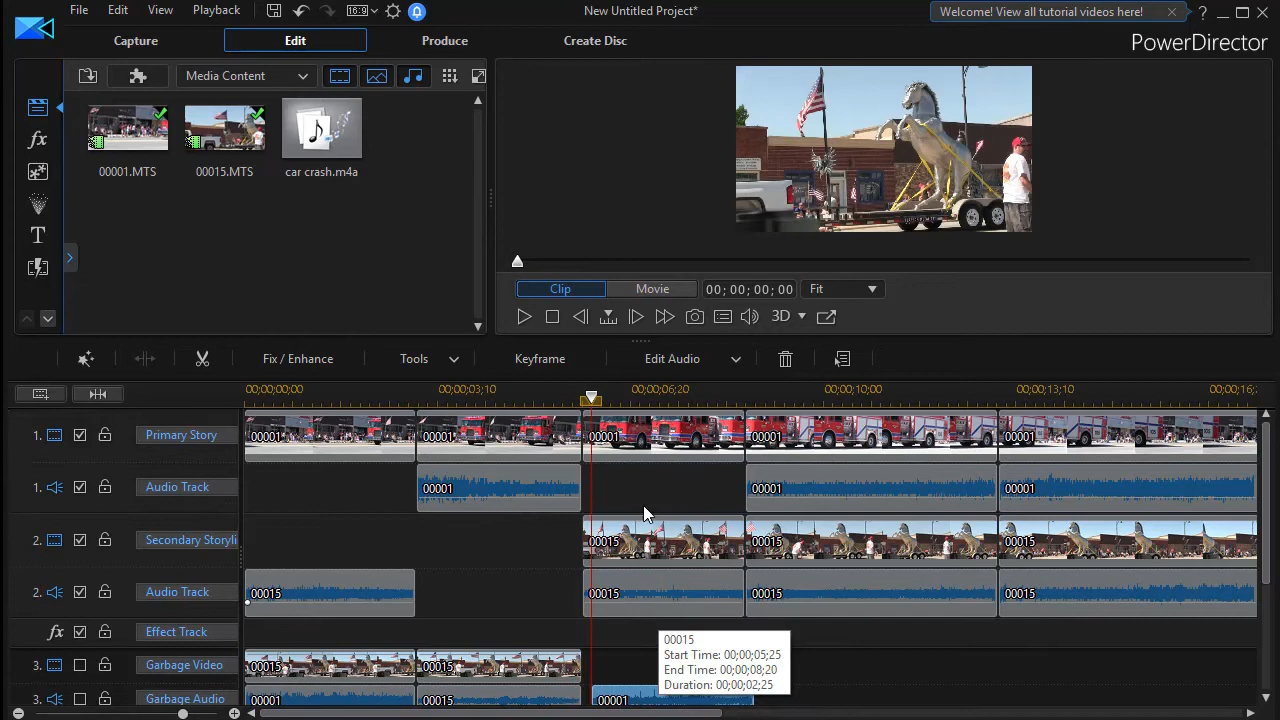 File Edit View Playback 16:9 New Untitled Project* Welcome! View all tutorial videos here! ?
Capture Edit Produce Create Disc PowerDirector
Media Content
00001.MTS 00015.MTS car crash.m4a
fx
T
Clip Movie 00; 00; 00; 00 Fit
3D
Fix / Enhance Tools Keyframe Edit Audio
00;00;00;00 00;00;03;10 00;00;06;20 00;00;10;00 00;00;13;10 00;00;16;
1. Primary Story 00001 00001 00001 00001 00001
1. Audio Track 00001 00001 00001
2. Secondary Storyli 00015 00015 00015
2. Audio Track 00015 00015 00015 00015
fx Effect Track
3. Garbage Video 00015 00015
3. Garbage Audio 00015 00015 00001
00015
Start Time: 00;00;05;25
End Time: 00;00;08;20
Duration: 00;00;02;25